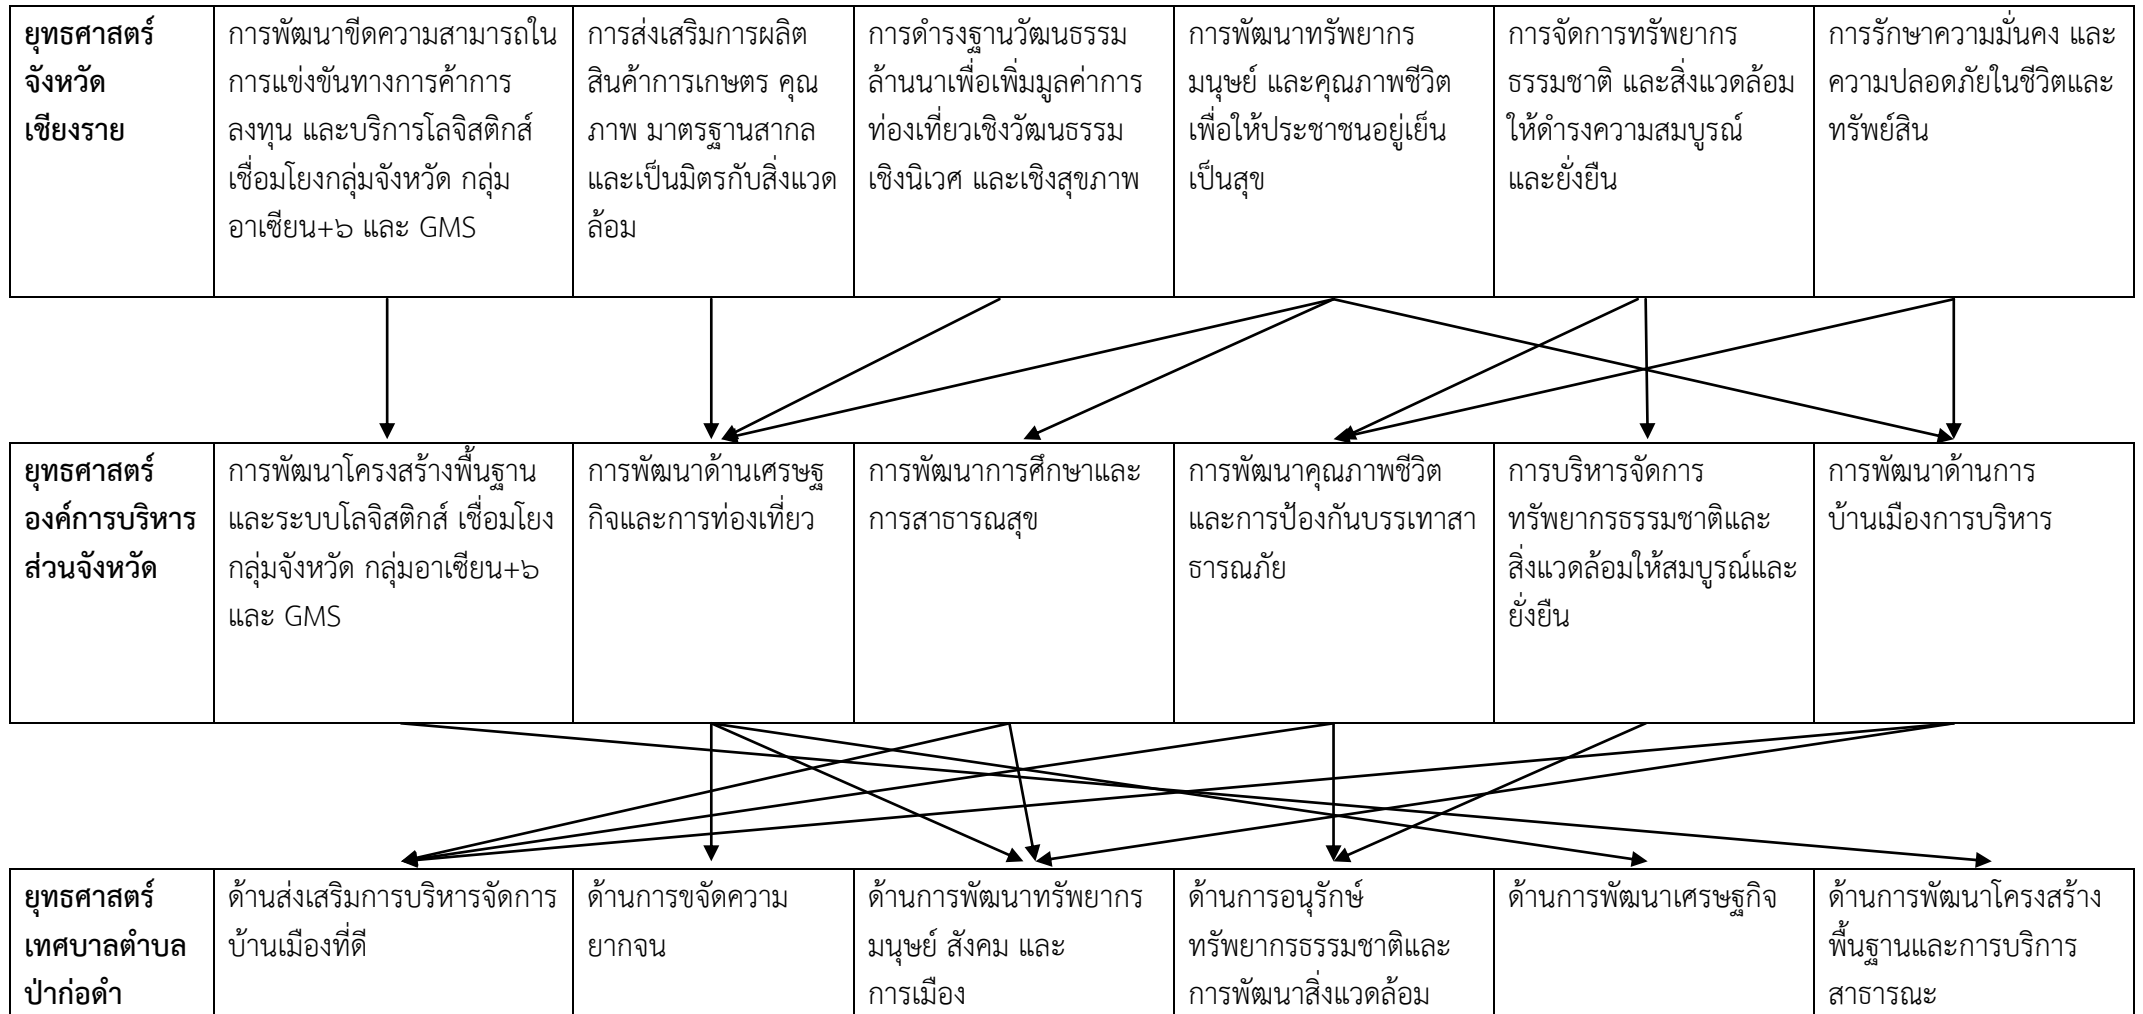 ยุทธศาสตร์
จังหวัด
เชียงราย
การพัฒนาขีดความสามารถใน
การแข่งขันทางการค้าการ
ลงทุน และบริการโลจิสติกส์
เชื่อมโยงกลุ่มจังหวัด กลุ่ม
อาเซียน+๖ และ GMS
การส่งเสริมการผลิต
สินค้าการเกษตร คุณ
ภาพ มาตรฐานสากล
และเป็นมิตรกับสิ่งแวด
ล้อม
การดำรงฐานวัฒนธรรม
ล้านนาเพื่อเพิ่มมูลค่าการ
ท่องเที่ยวเชิงวัฒนธรรม
เชิงนิเวศ และเชิงสุขภาพ
การพัฒนาทรัพยากร
มนุษย์ และคุณภาพชีวิต
เพื่อให้ประชาชนอยู่เย็น
เป็นสุข
การจัดการทรัพยากร
ธรรมชาติ และสิ่งแวดล้อม
ให้ดำรงความสมบูรณ์
และยั่งยืน
การรักษาความมั่นคง และ
ความปลอดภัยในชีวิตและ
ทรัพย์สิน
ยุทธศาสตร์
องค์การบริหาร
ส่วนจังหวัด
การพัฒนาโครงสร้างพื้นฐาน
และระบบโลจิสติกส์ เชื่อมโยง
กลุ่มจังหวัด กลุ่มอาเซียน+๖
และ GMS
การพัฒนาด้านเศรษฐ
กิจและการท่องเที่ยว
การพัฒนาการศึกษาและ
การสาธารณสุข
การพัฒนาคุณภาพชีวิต
และการป้องกันบรรเทาสา
ธารณภัย
การบริหารจัดการ
ทรัพยากรธรรมชาติและ
สิ่งแวดล้อมให้สมบูรณ์และ
ยั่งยืน
การพัฒนาด้านการ
บ้านเมืองการบริหาร
ยุทธศาสตร์
เทศบาลตำบล
ป่าก่อดำ
ด้านส่งเสริมการบริหารจัดการ
บ้านเมืองที่ดี
ด้านการขจัดความ
ยากจน
ด้านการพัฒนาทรัพยากร
มนุษย์ สังคม และ
การเมือง
ด้านการอนุรักษ์
ทรัพยากรธรรมชาติและ
การพัฒนาสิ่งแวดล้อม
ด้านการพัฒนาเศรษฐกิจ
ด้านการพัฒนาโครงสร้าง
พื้นฐานและการบริการ
สาธารณะ